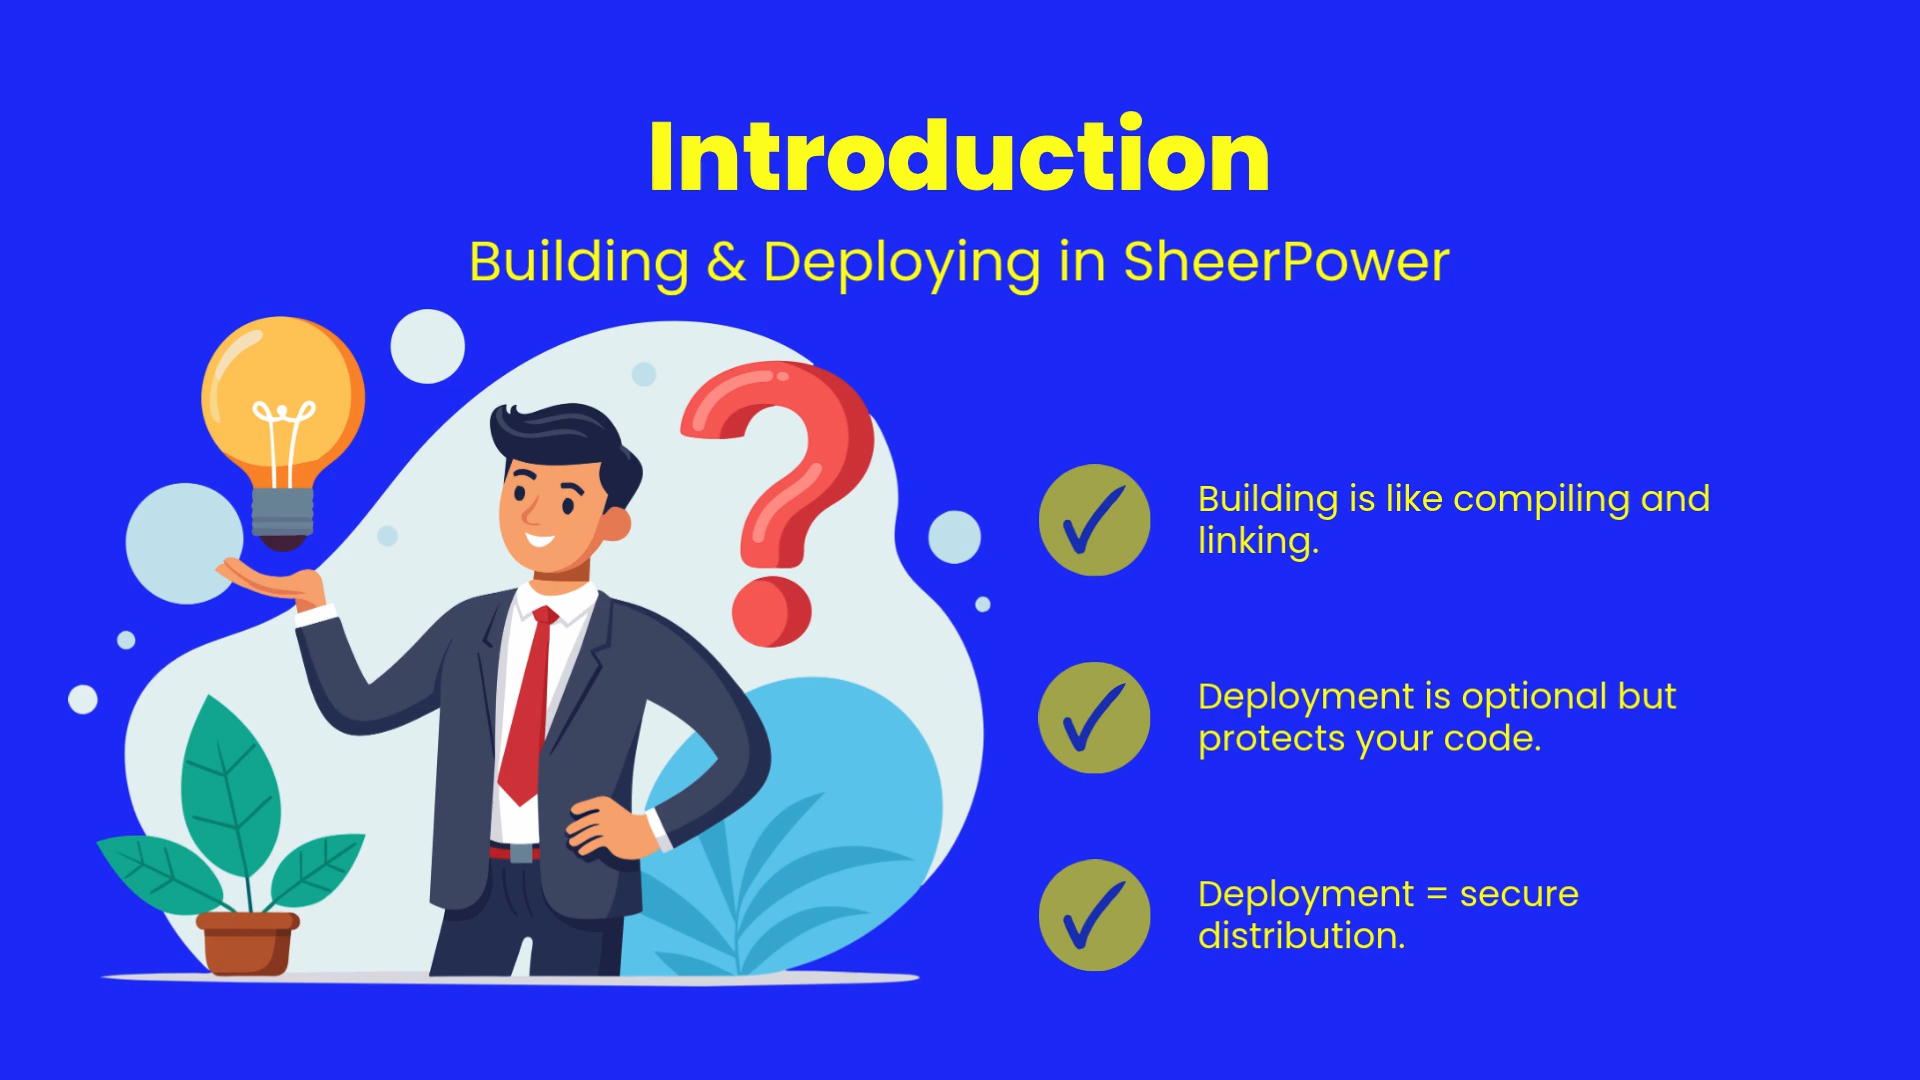 Introduction
Building & Deploying in SheerPower
Building is like compiling and
linking.
Deployment is optional but
protects your code.
Deployment = secure
distribution.